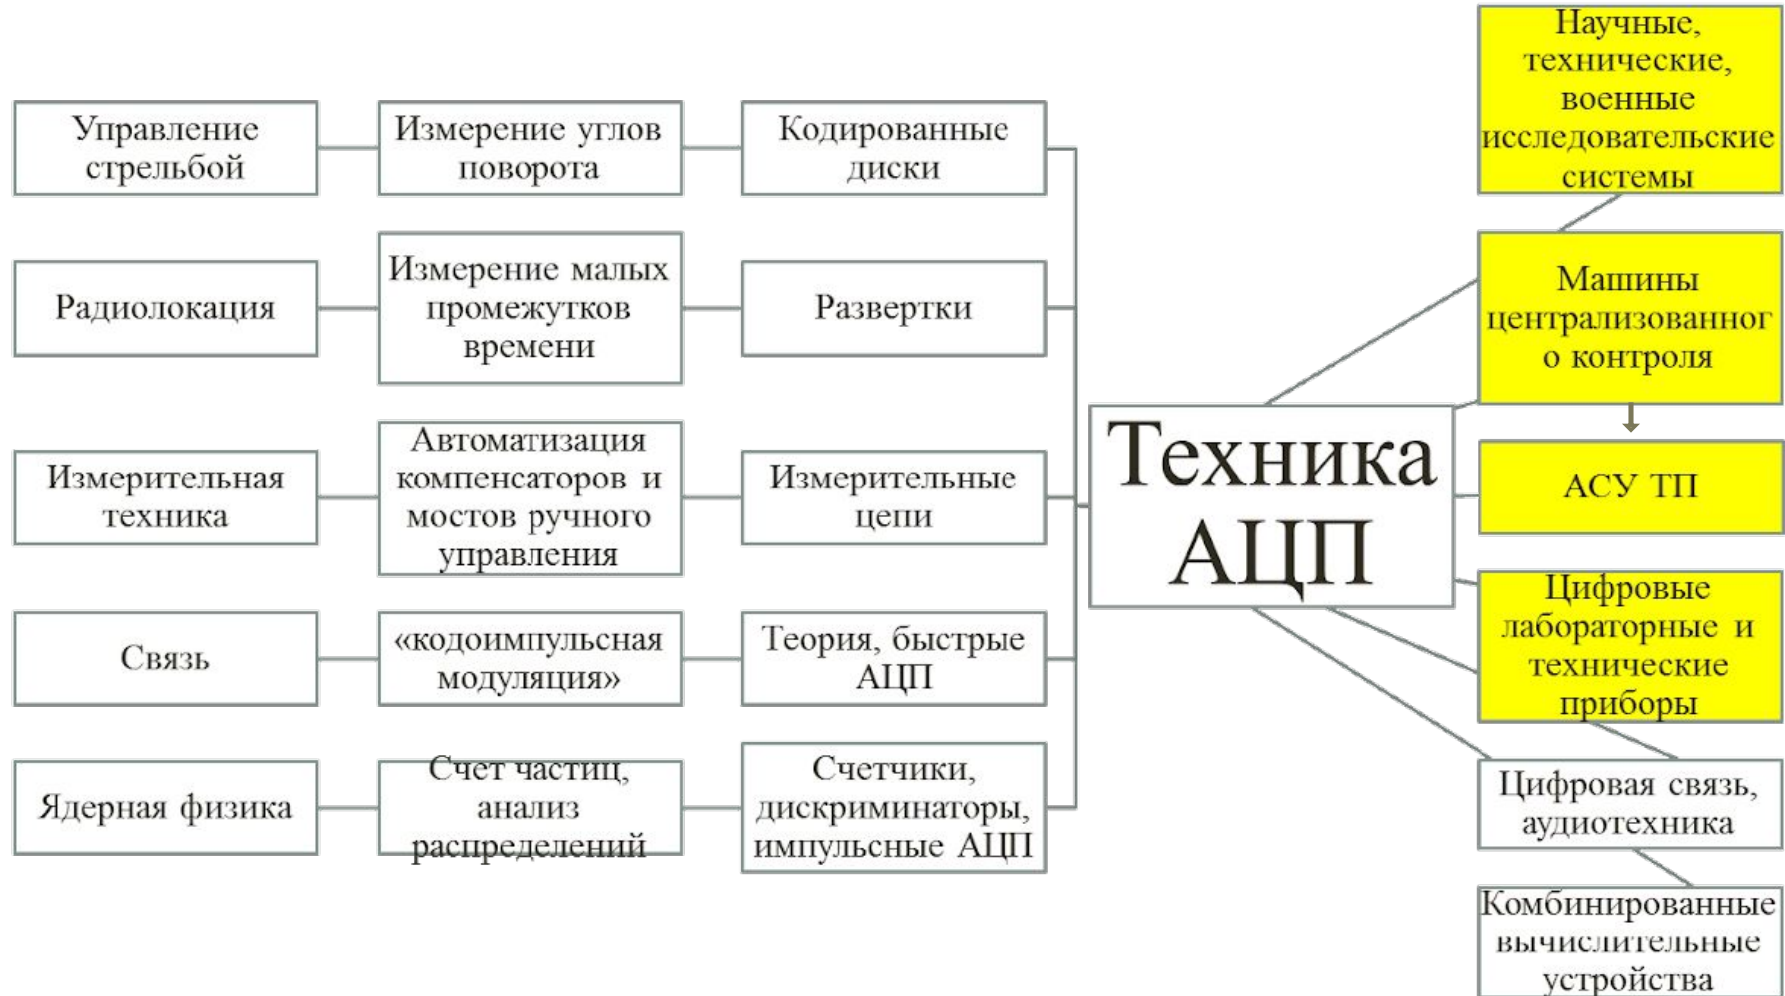 Научные,
технические,
военные
исследовательские
системы
Управление
стрельбой
Измерение углов
поворота
Кодированные
диски
Машины
централизованног
о контроля
Радиолокация
Измерение малых
промежутков
времени
Развертки
Техника
АЦП
Измерительная
техника
Автоматизация
компенсаторов и
мостов ручного
управления
Измерительные
цепи
АСУ ТП
Связь
«кодоимпульсная
модуляция»
Теория, быстрые
АЦП
Цифровые
лабораторные и
технические
приборы
Ядерная физика
Счет частиц,
анализ
распределений
Счетчики,
дискриминаторы,
импульсные АЦП
Цифровая связь,
аудиотехника
Комбинированные
вычислительные
устройства